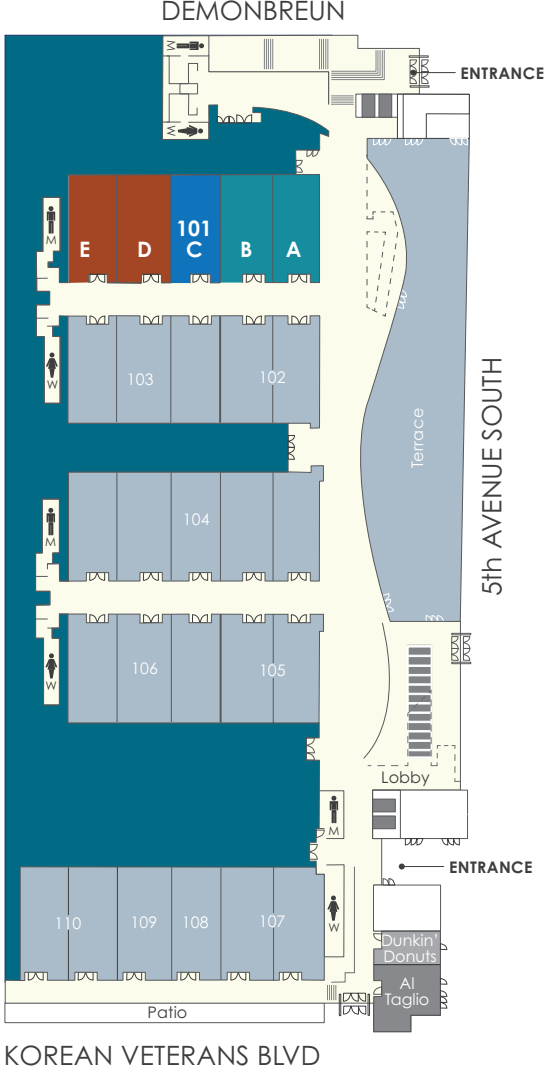 DEMONBREUN
M
ENTRANCE
W
101
E
D
C
B
A
M
W
103
102
Terrace
5th AVENUE SOUTH
104
M
106
105
W
Lobby
M
ENTRANCE
110
109
108
107
W
Dunkin'
Donuts
Al
Taglio
Patio
KOREAN VETERANS BLVD